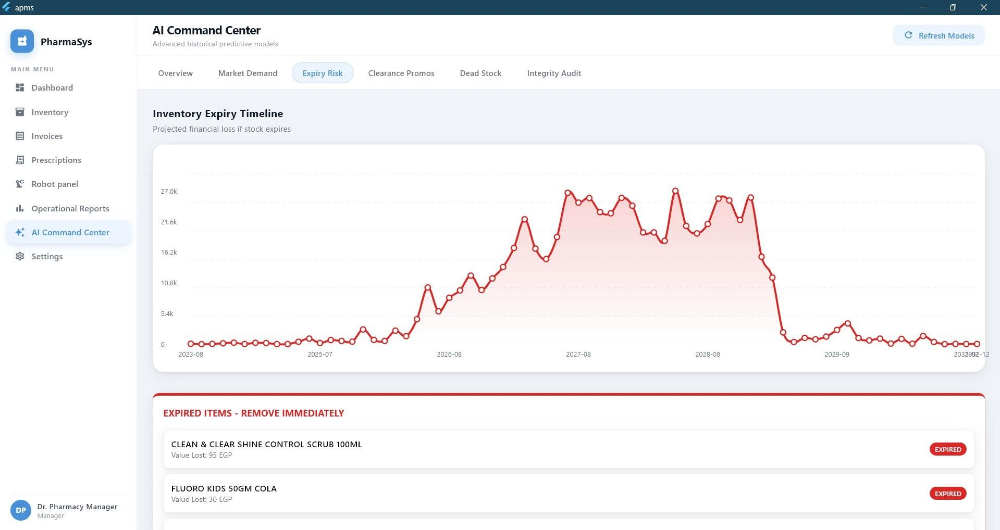 apms
PharmaSys
MAIN MENU
Dashboard
Inventory
Invoices
Prescriptions
Robot panel
Operational Reports
AI Command Center
Settings
DP
Dr. Pharmacy Manager
Manager
AI Command Center
Advanced historical predictive models
Refresh Models
Overview
Market Demand
Expiry Risk
Clearance Promos
Dead Stock
Integrity Audit
Inventory Expiry Timeline
Projected financial loss if stock expires
27.0k
21.6k
16.2k
10.8k
5.4k
0
2023-08
2025-07
2026-08
2027-08
2028-08
2029-09
EXPIRED ITEMS - REMOVE IMMEDIATELY
CLEAN & CLEAR SHINE CONTROL SCRUB 100ML
Value Lost: 95 EGP
EXPIRED
FLUORO KIDS 50GM COLA
Value Lost: 30 EGP
EXPIRED